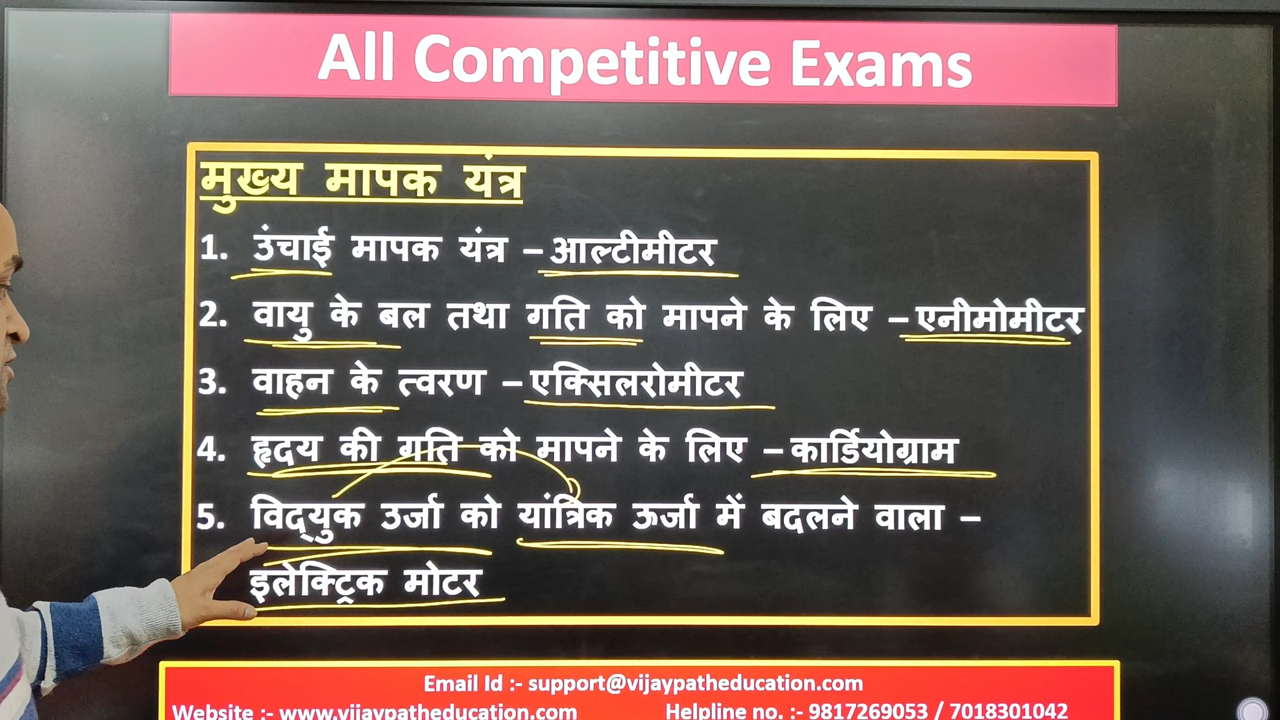 All Competitive Exams
मुख्य मापक यंत्र
1. उंचाई मापक यंत्र – आल्टीमीटर
2. वायु के बल तथा गति को मापने के लिए – एनीमोमीटर
3. वाहन के त्वरण – एक्सिलरोमीटर
4. हृदय की गति को मापने के लिए – कार्डियोग्राम
5. विद्युक उर्जा को यांत्रिक ऊर्जा में बदलने वाला –
इलेक्ट्रिक मोटर
Email Id :- support@vijaypatheducation.com
Website :- www.vijaypatheducation.com Helpline no. :- 9817269053 / 7018301042